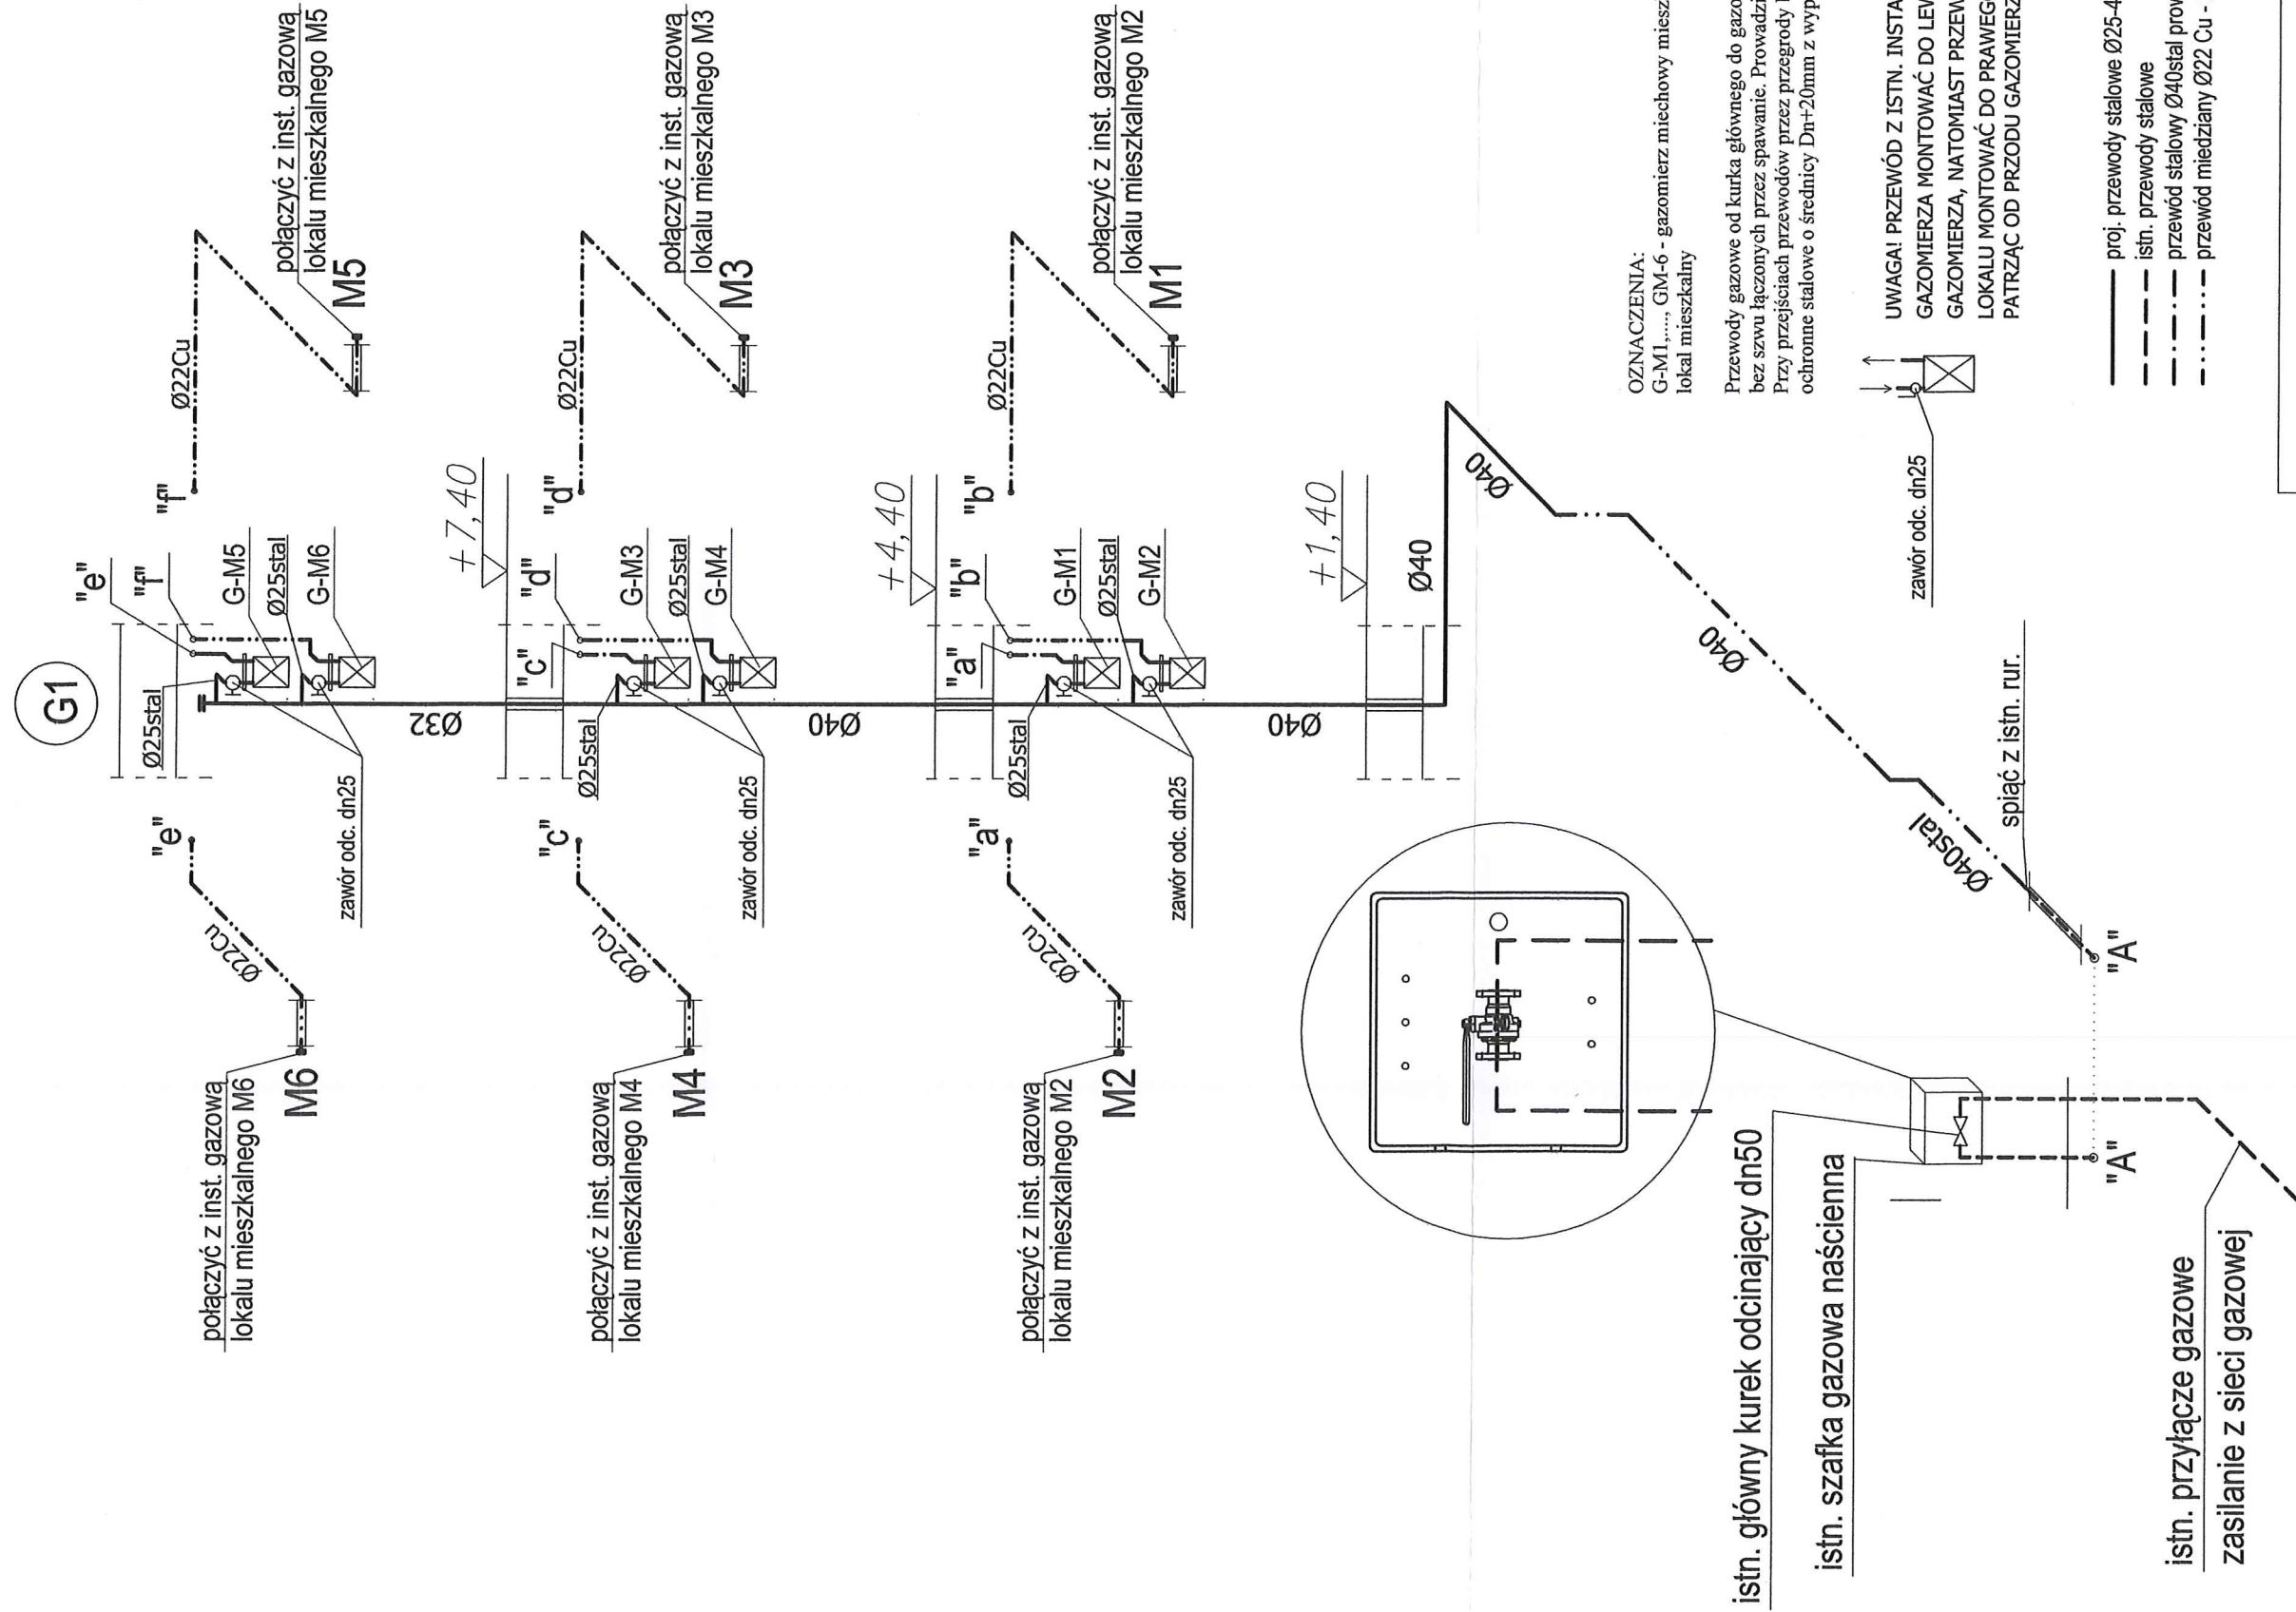 G1
"e"
"f"
Ø25stal
G-M5
Ø25stal
G-M6
Ø32
zawór odc. dn25
"e"
Ø22Cu
połączyć z inst. gazową
lokalu mieszkalnego M6
M6
"f"
Ø22Cu
połączyć z inst. gazową
lokalu mieszkalnego M5
M5
+7,40
"c"
"d"
Ø25stal
G-M3
Ø25stal
G-M4
Ø40
zawór odc. dn25
"c"
Ø22Cu
połączyć z inst. gazową
lokalu mieszkalnego M4
M4
"d"
Ø22Cu
połączyć z inst. gazową
lokalu mieszkalnego M3
M3
+4,40
"a"
"b"
Ø25stal
G-M1
Ø25stal
G-M2
Ø40
zawór odc. dn25
"a"
Ø22Cu
połączyć z inst. gazową
lokalu mieszkalnego M2
M2
"b"
Ø22Cu
połączyć z inst. gazową
lokalu mieszkalnego M2
M1
+1,40
Ø40
Ø40
Ø40
Ø40stal
spiąć z istn. rur.
"A"
"A"
istn. główny kurek odcinający dn50
istn. szafka gazowa naścienna
istn. przyłącze gazowe
zasilanie z sieci gazowej
OZNACZENIA:
G-M1,...., GM-6 - gazomierz miechowy miesz
lokal mieszkalny
Przewody gazowe od kurka głównego do gazo
bez szwu łączonych przez spawanie. Prowadzi
Przy przejściach przewodów przez przegrody
ochronne stalowe o średnicy Dn+20mm z wyp
zawór odc. dn25
UWAGA! PRZEWÓD Z ISTN. INSTA
GAZOMIERZA MONTOWAĆ DO LEW
GAZOMIERZA, NATOMIAST PRZEW
LOKALU MONTOWAĆ DO PRAWEG
PATRZĄC OD PRZODU GAZOMIERZ
proj. przewody stalowe Ø25-4
istn. przewody stalowe
przewód stalowy Ø40stal prow
przewód miedziany Ø22 Cu -